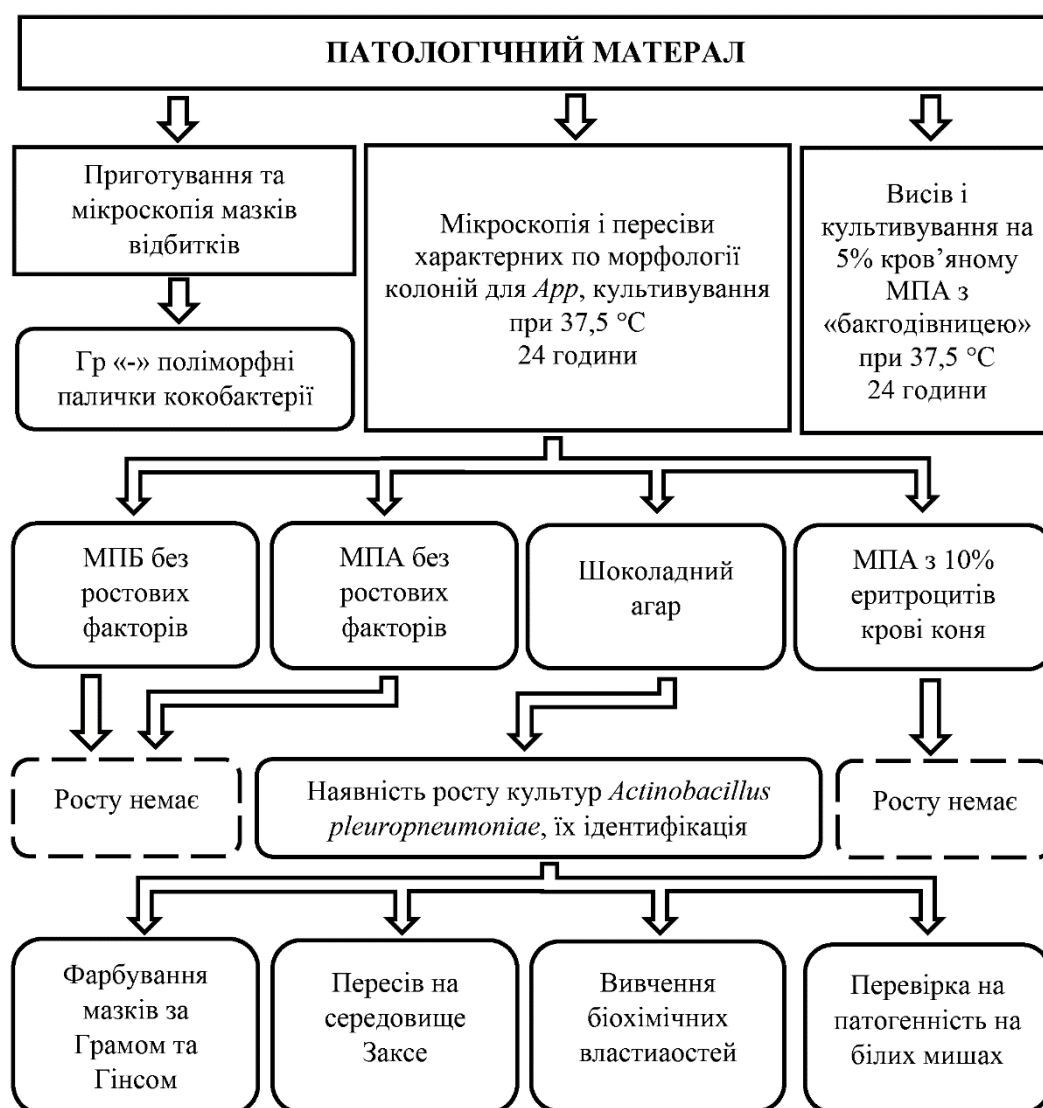 ПАТОЛОГІЧНИЙ МАТЕРАЛ
Приготування та
мікроскопія мазків
відбитків
Гр «-» поліморфні
палички кокобактерії
Мікроскопія і пересіви
характерних по морфології
колоній для App, культивування
при 37,5 °С
24 години
Висів і
культивування на
5% кров’яному
МПА з
«бакгодівницею»
при 37,5 °С
24 години
МПБ без
ростових
факторів
МПА без
ростових
факторів
Шоколадний
агар
МПА з 10%
еритроцитів
крові коня
Росту немає
Наявність росту культур Actinobacillus
pleuropneumoniae, їх ідентифікація
Росту немає
Фарбування
мазків за
Грамом та
Гінсом
Пересів на
середовище
Заксе
Вивчення
біохімічних
властиаостей
Перевірка на
патогенність на
білих мишах